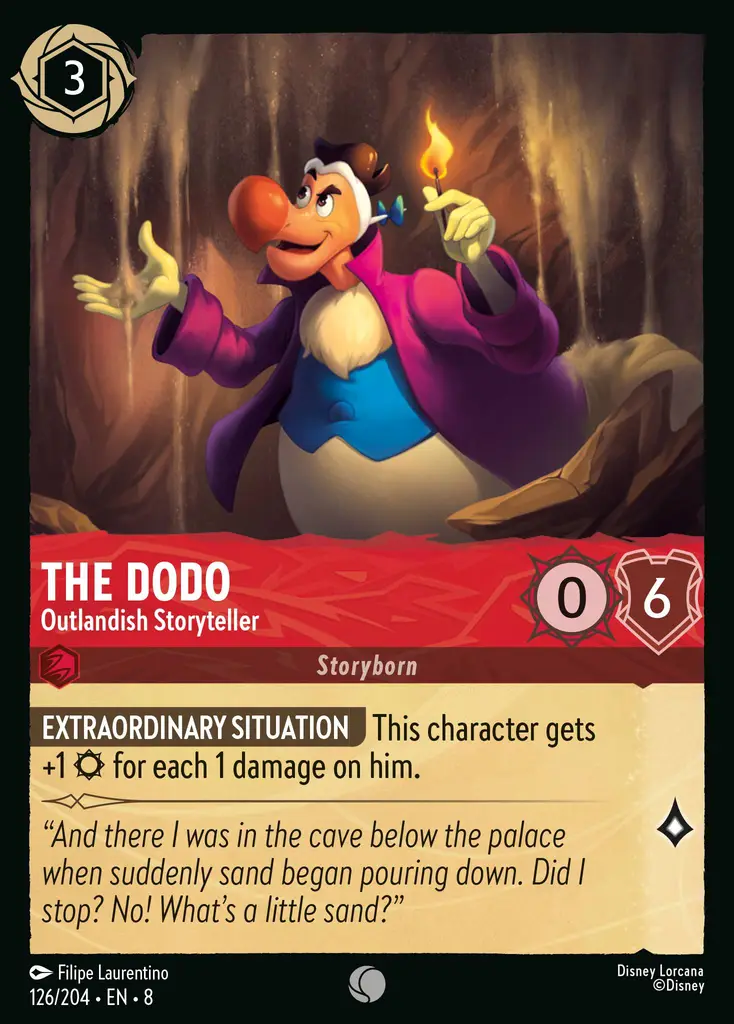 3
THE DODO
Outlandish Storyteller
0
6
Storyborn
EXTRAORDINARY SITUATION This character gets
+1 for each 1 damage on him.
“And there I was in the cave below the palace
when suddenly sand began pouring down. Did I
stop? No! What’s a little sand?”
Filipe Laurentino
126/204 • EN • 8
Disney Lorcana
©Disney